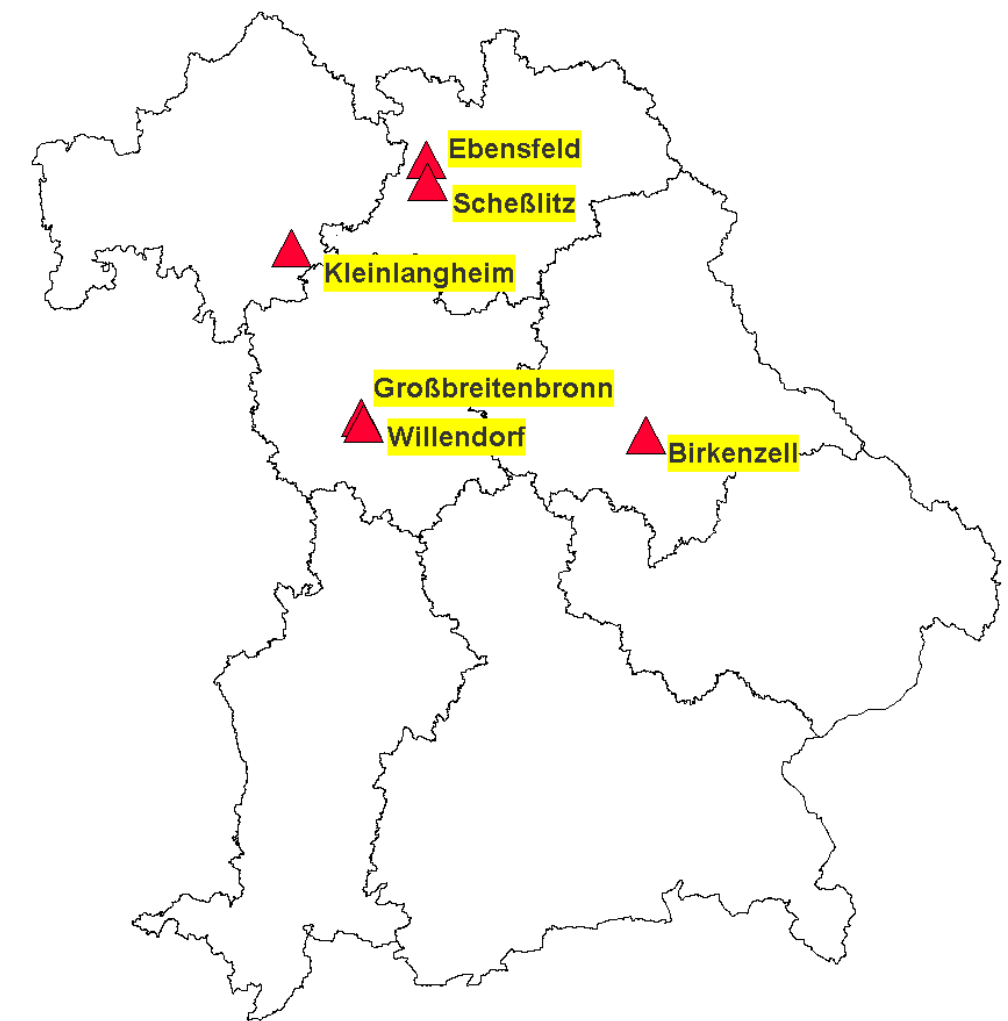 Ebensfeld
Scheßlitz
Kleinlangheim
Großbreitenbronn
Willendorf
Birkenzell